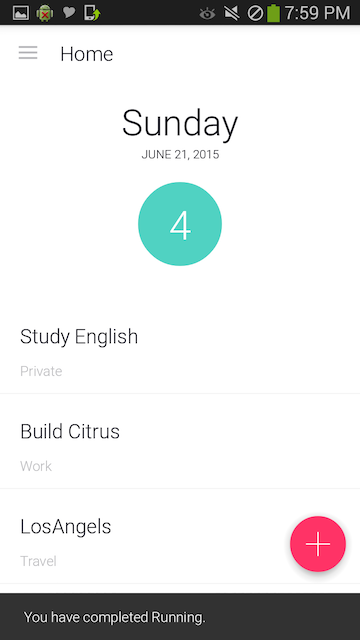 7:59 PM
Home
Sunday
JUNE 21, 2015
4
Study English
Private
Build Citrus
Work
LosAngels
Travel
You have completed Running.